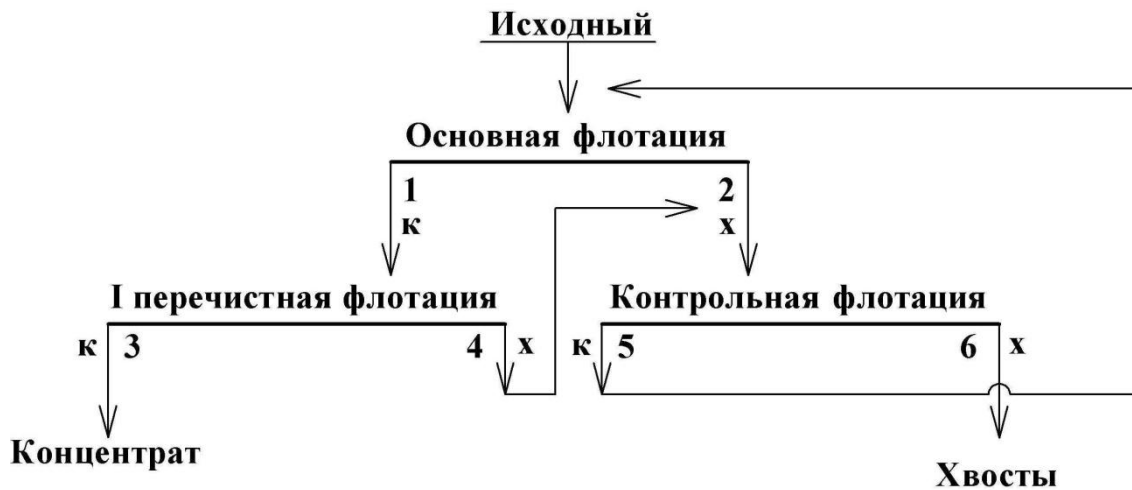 Исходный
Основная флотация
1 2
к х
I перечистная флотация Контрольная флотация
к 3 4 х к 5 6 х
Концентрат
Хвосты